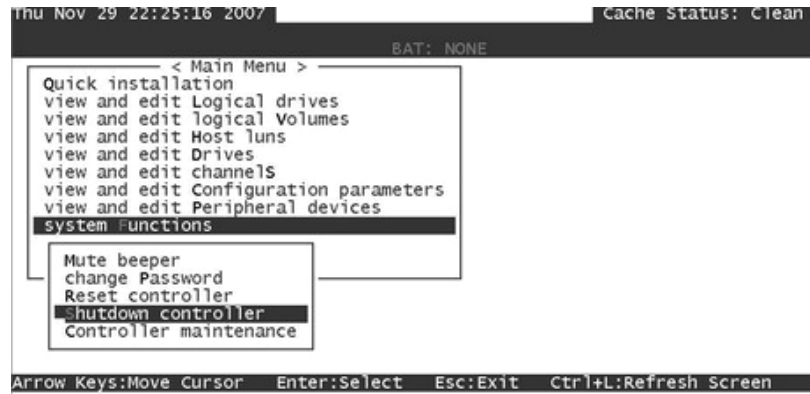 Thu Nov 29 22:25:16 2007 Cache Status: Clean
BAT: NONE
< Main Menu >
Quick installation
view and edit Logical drives
view and edit logical Volumes
view and edit Host luns
view and edit Drives
view and edit channelS
view and edit Configuration parameters
view and edit Peripheral devices
system Functions
Mute beeper
change Password
Reset controller
Shutdown controller
Controller maintenance
Arrow Keys:Move Cursor Enter:Select Esc:Exit Ctrl+L:Refresh Screen